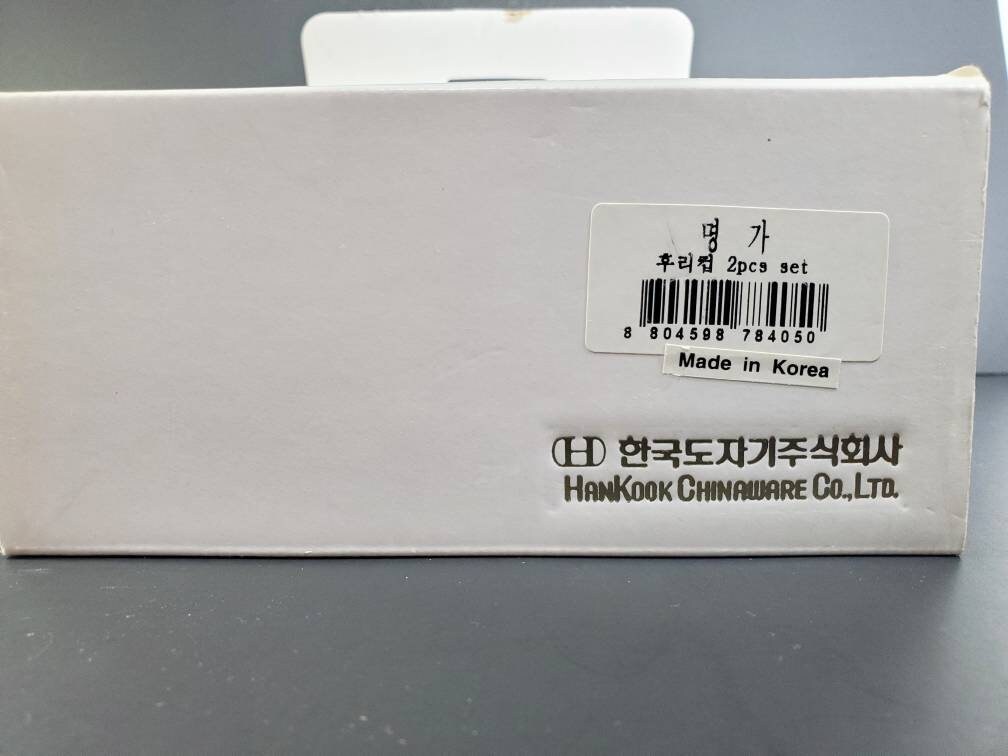 명 가
후리컵 2pcs set
8 804598 784050
Made in Korea
H 한국도자기주식회사
HANKOOK CHINAWARE CO.,LTD.